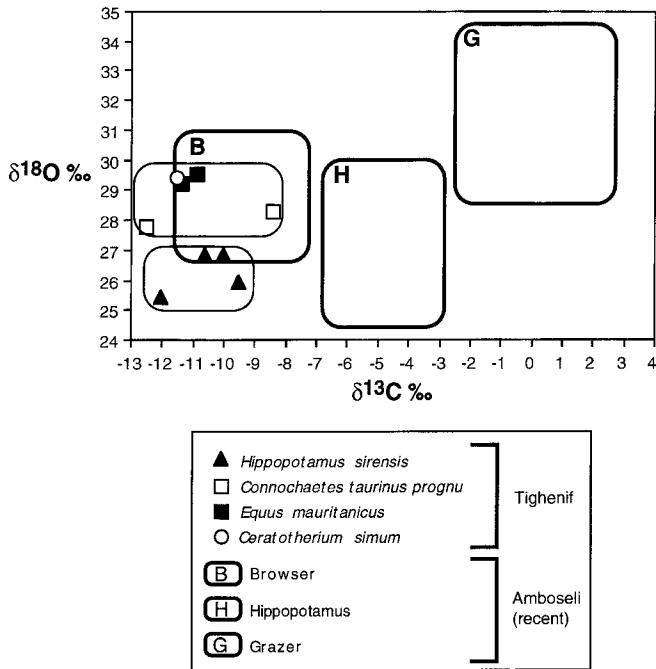 35
34
33
32
31
30
29
28
27
26
25
24
δ18O ‰
G
B
H
-13 -12 -11 -10 -9 -8 -7 -6 -5 -4 -3 -2 -1 0 1 2 3 4
δ13C ‰
Hippopotamus sirensis
Connochaetes taurinus prognu
Equus mauritanicus
Ceratotherium simum
Tighenif
B Browser
H Hippopotamus
G Grazer
Amboseli
(recent)